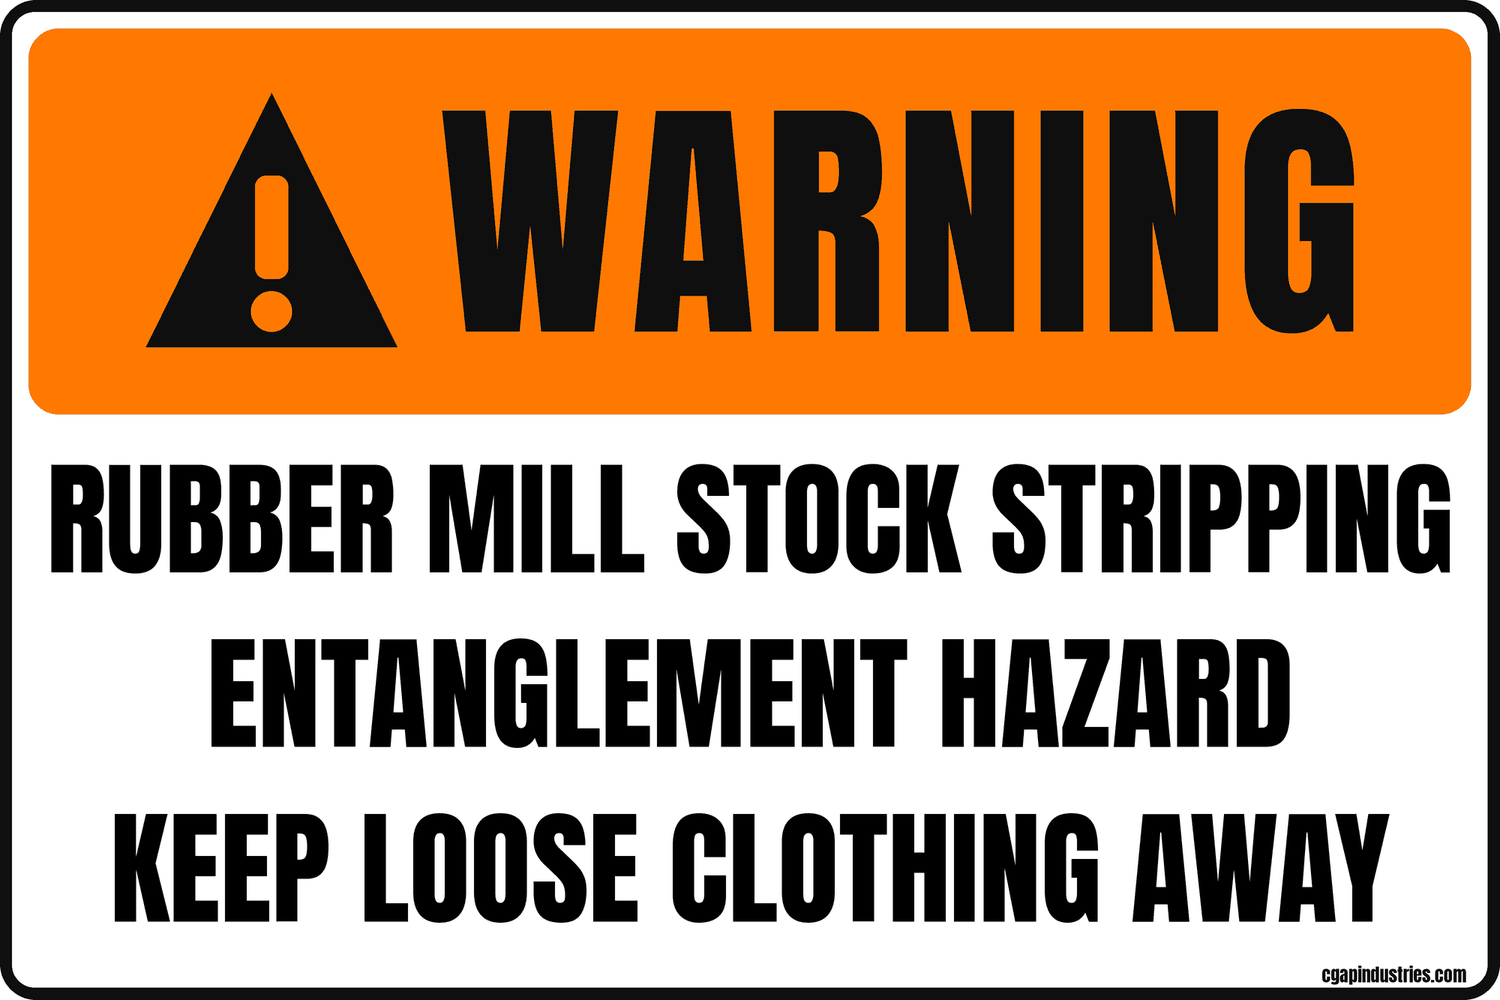 WARNING
RUBBER MILL STOCK STRIPPING
ENTANGLEMENT HAZARD
KEEP LOOSE CLOTHING AWAY
cgapindustries.com